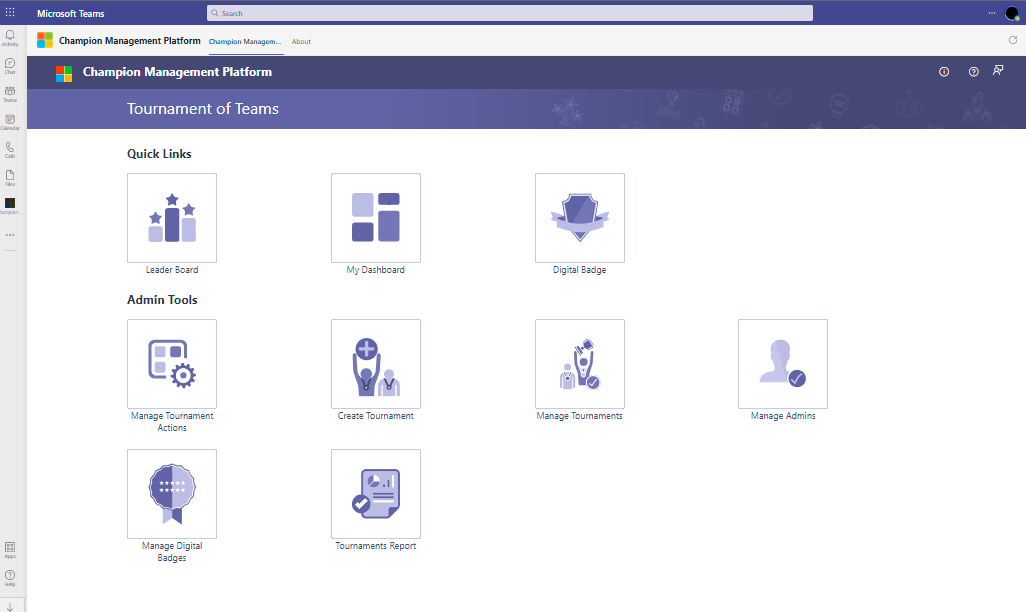 Microsoft Teams
Search
Activity
Chat
Teams
Calendar
Calls
Files
Apps
Help
Champion Management Platform
Champion Managem...
About
Champion Management Platform
Tournament of Teams
Quick Links
Leader Board
My Dashboard
Digital Badge
Admin Tools
Manage Tournament
Actions
Create Tournament
Manage Tournaments
Manage Admins
Manage Digital
Badges
Tournaments Report